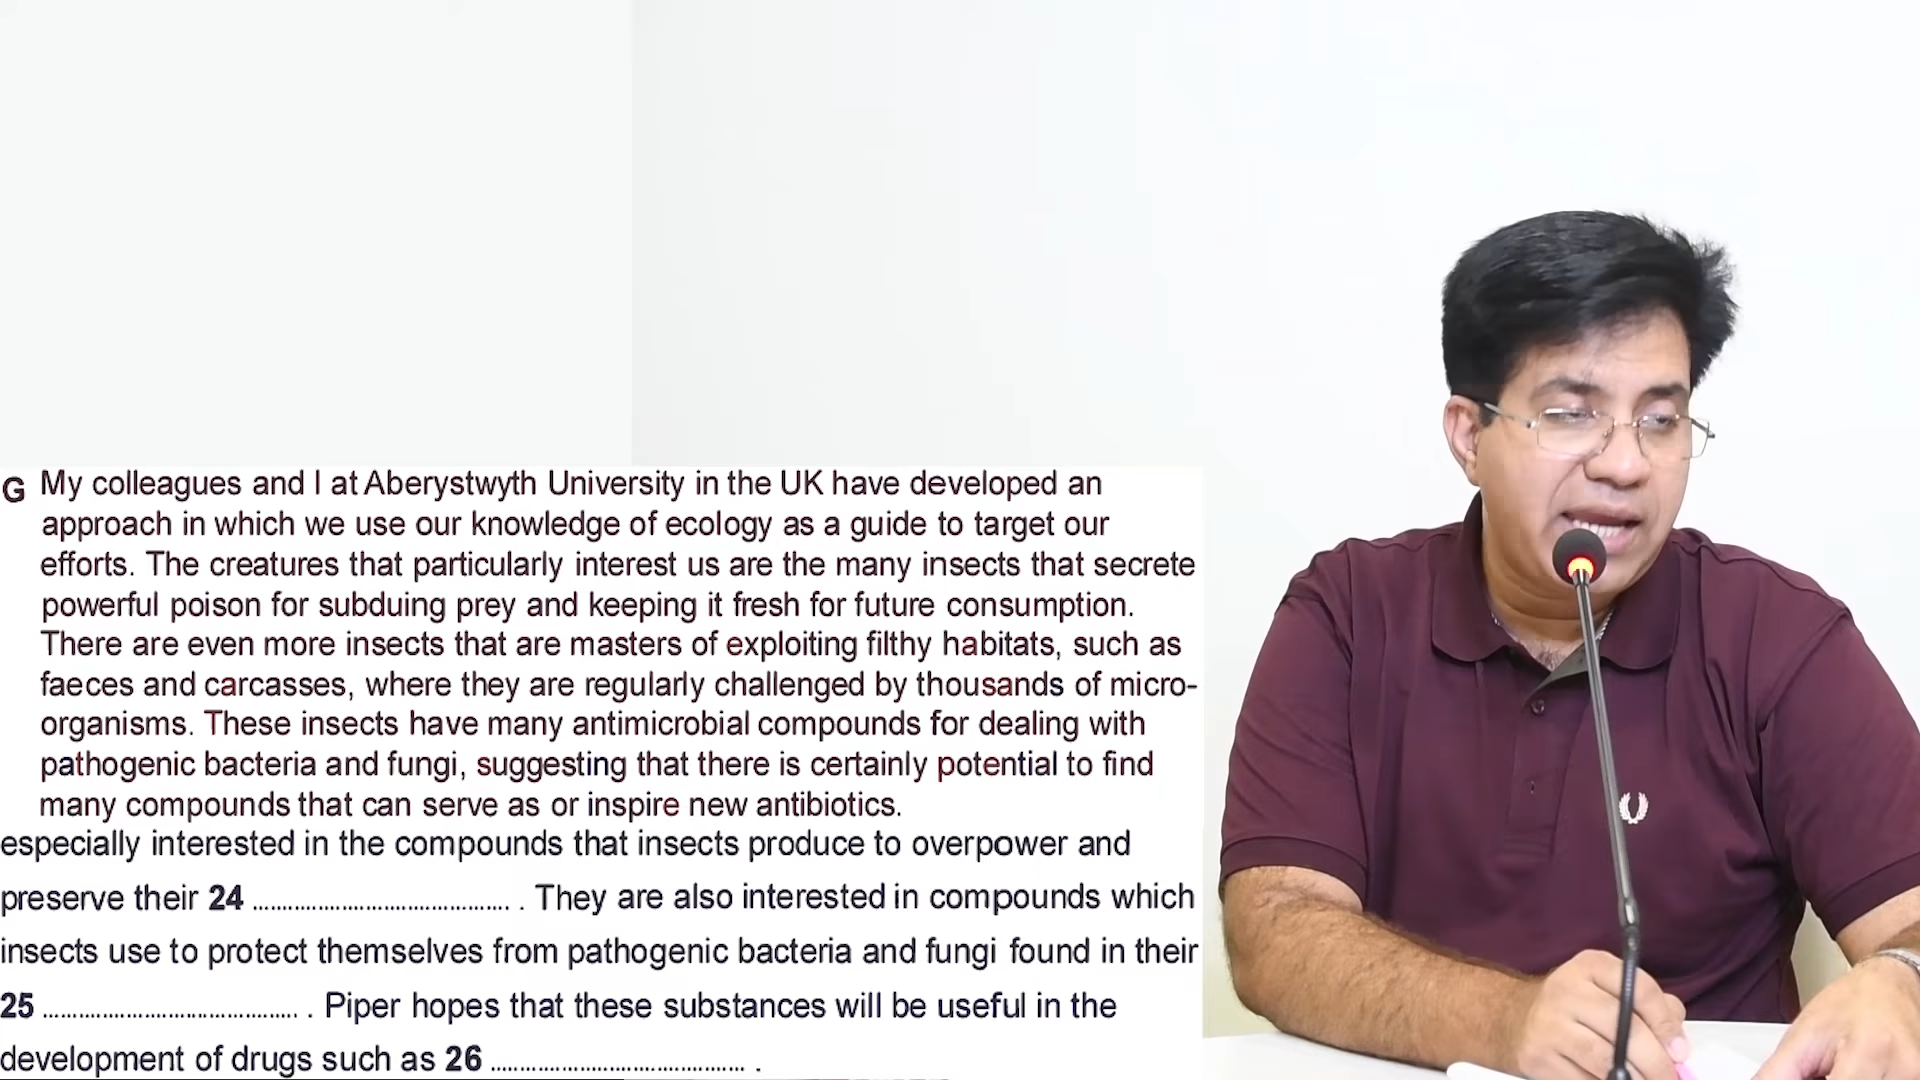 G My colleagues and I at Aberystwyth University in the UK have developed an
approach in which we use our knowledge of ecology as a guide to target our
efforts. The creatures that particularly interest us are the many insects that secrete
powerful poison for subduing prey and keeping it fresh for future consumption.
There are even more insects that are masters of exploiting filthy habitats, such as
faeces and carcasses, where they are regularly challenged by thousands of micro-
organisms. These insects have many antimicrobial compounds for dealing with
pathogenic bacteria and fungi, suggesting that there is certainly potential to find
many compounds that can serve as or inspire new antibiotics.
especially interested in the compounds that insects produce to overpower and
preserve their 24 ........................................ . They are also interested in compounds which
insects use to protect themselves from pathogenic bacteria and fungi found in their
25 ........................................ . Piper hopes that these substances will be useful in the
development of drugs such as 26 ........................................ .